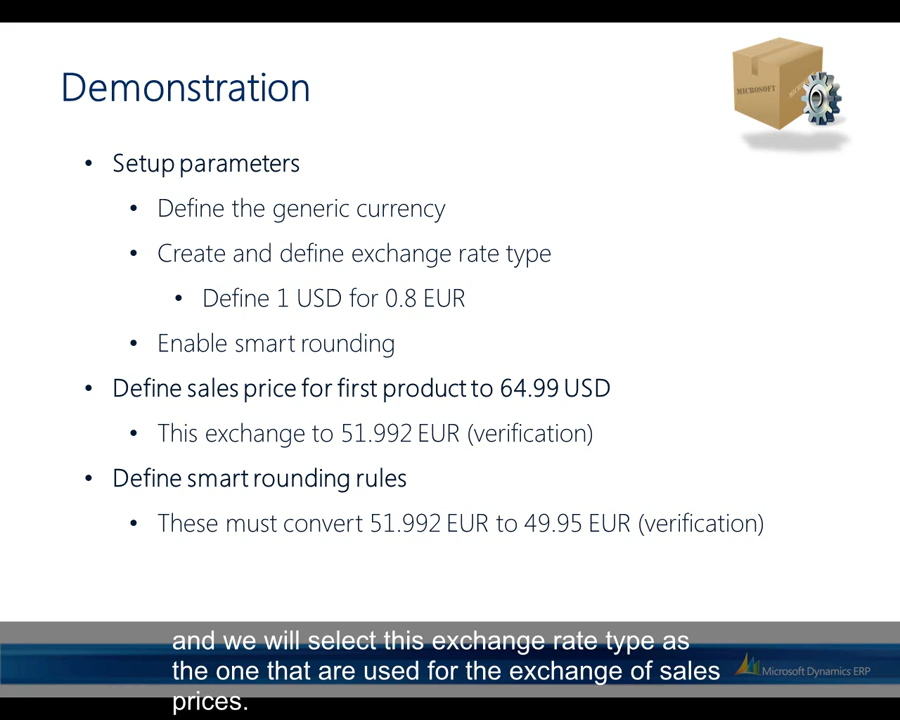 Demonstration
MICROSOFT
• Setup parameters
• Define the generic currency
• Create and define exchange rate type
• Define 1 USD for 0.8 EUR
• Enable smart rounding
• Define sales price for first product to 64.99 USD
• This exchange to 51.992 EUR (verification)
• Define smart rounding rules
• These must convert 51.992 EUR to 49.95 EUR (verification)
and we will select this exchange rate type as
the one that are used for the exchange of sales
prices.
Microsoft Dynamics ERP